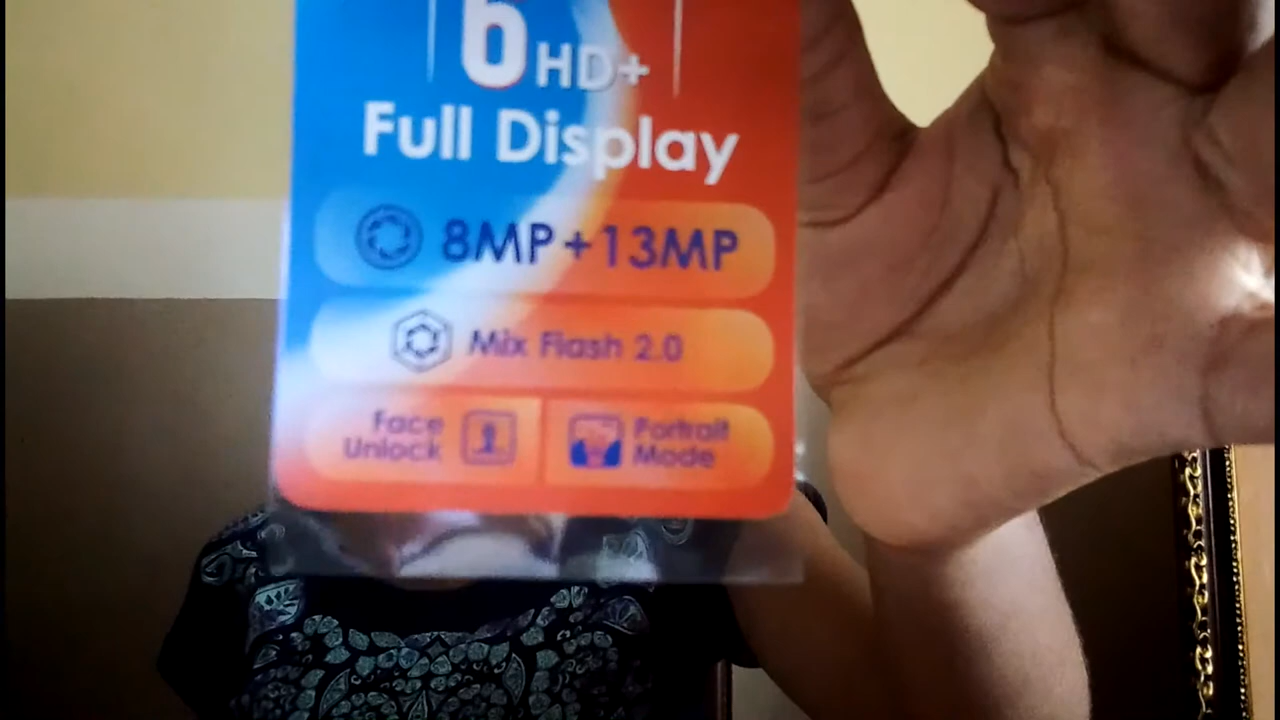 6 HD+
Full Display
8MP+13MP
Mix Flash 2.0
Face
Unlock
Portrait
Mode